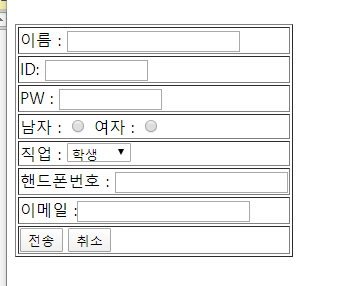 이름 :
ID:
PW :
남자 : 여자 :
직업 : 학생
핸드폰번호 :
이메일 :
전송 취소